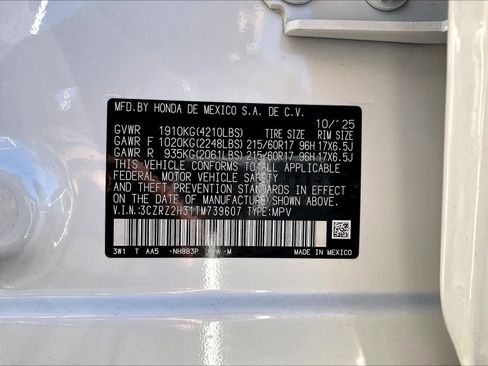 MFD.BY HONDA DE MEXICO S.A. DE C.V.
10/'25
GVWR 1910KG(4210LBS) TIRE SIZE RIM SIZE
GAWR F 1020KG(2248LBS) 215/60R17 96H 17X6.5J
GAWR R 935KG(2061LBS) 215/60R17 96H 17X6.5J
THIS VEHICLE CONFORMS TO ALL APPLICABLE
FEDERAL MOTOR VEHICLE SAFETY
AND THEFT PREVENTION STANDARDS IN EFFECT ON THE
DATE OF MANUFACTURE SHOWN ABOVE.
V.I.N.:3CZRZ2H31TM739607 TYPE:MPV
3W1 T AA5 -NH883P A -M MADE IN MEXICO